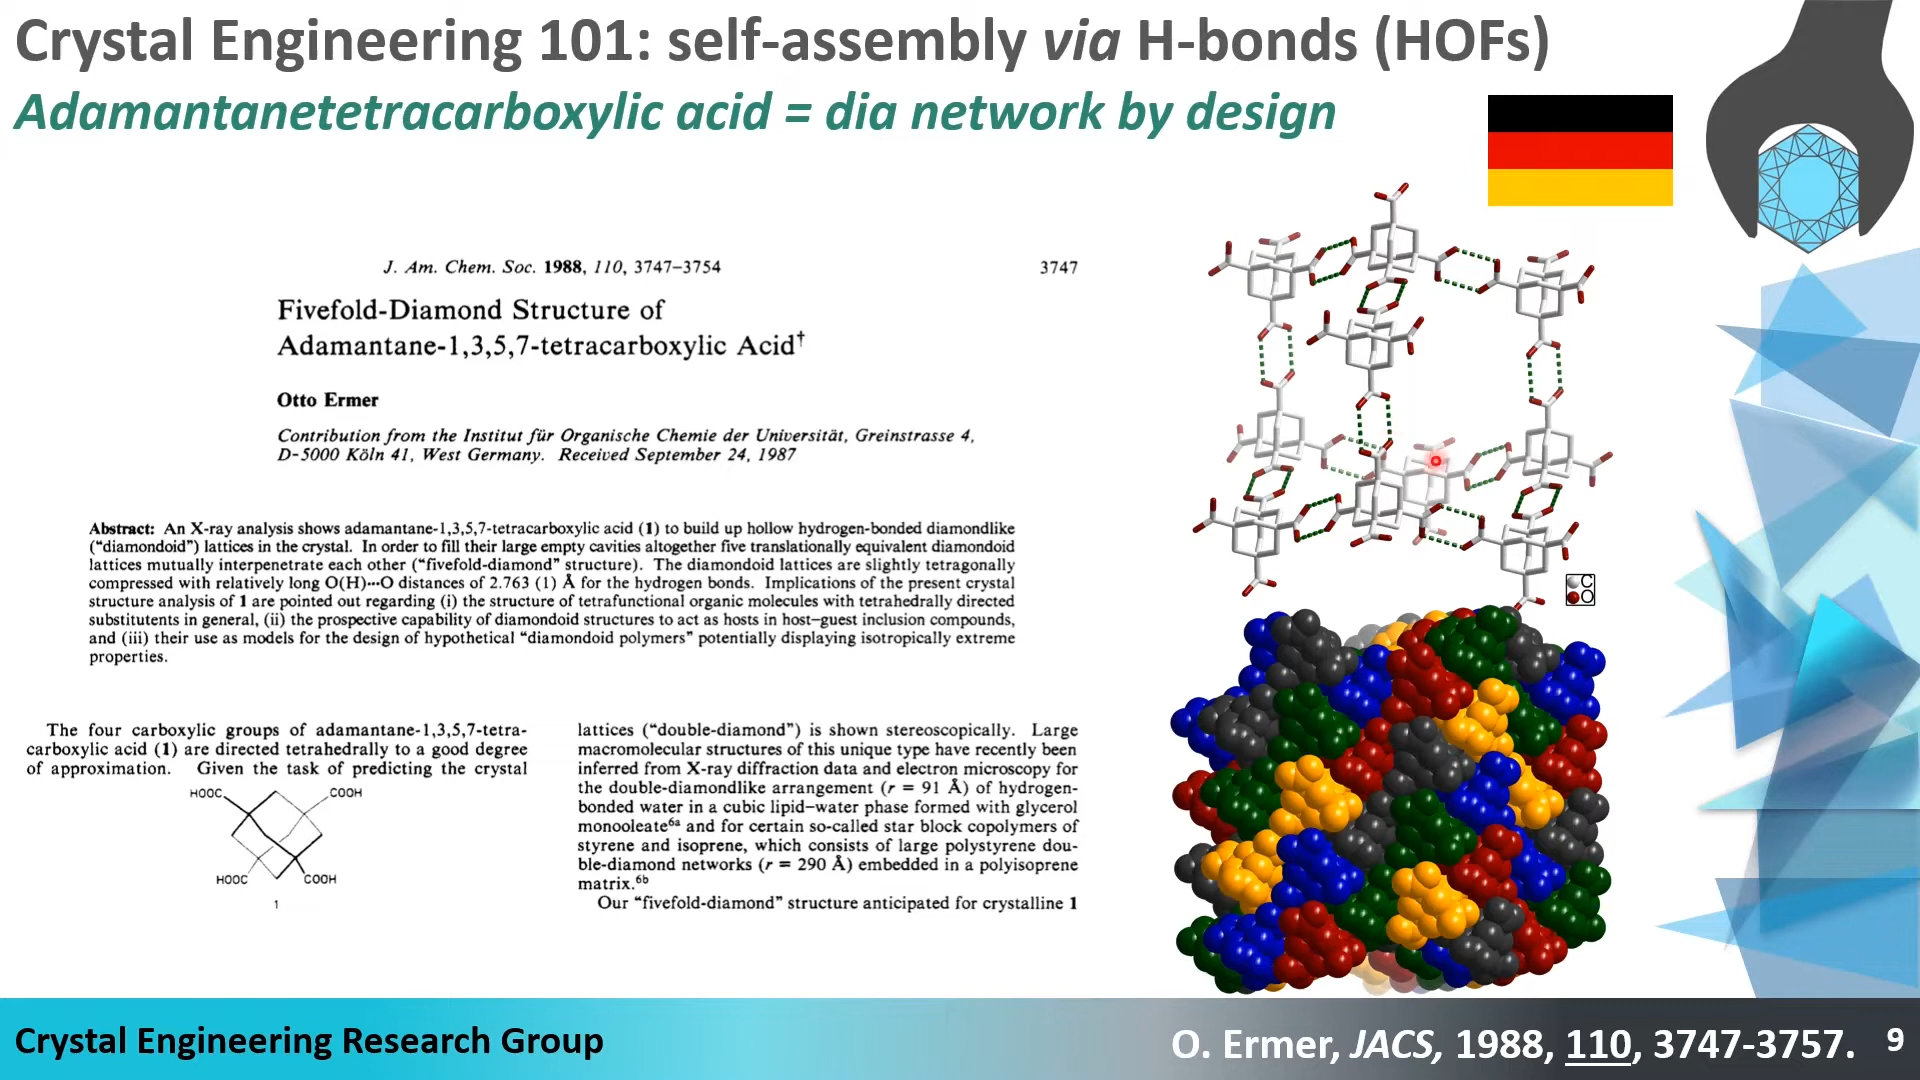 Crystal Engineering 101: self-assembly via H-bonds (HOFs)
Adamantanetetracarboxylic acid = dia network by design
J. Am. Chem. Soc. 1988, 110, 3747–3754
3747
Fivefold-Diamond Structure of
Adamantane-1,3,5,7-tetracarboxylic Acid†
Otto Ermer
Contribution from the Institut für Organische Chemie der Universität, Greinstrasse 4,
D-5000 Köln 41, West Germany. Received September 24, 1987
Abstract: An X-ray analysis shows adamantane-1,3,5,7-tetracarboxylic acid (1) to build up hollow hydrogen-bonded diamondlike
(“diamondoid”) lattices in the crystal. In order to fill their large empty cavities altogether five translationally equivalent diamondoid
lattices mutually interpenetrate each other (“fivefold-diamond” structure). The diamondoid lattices are slightly tetragonally
compressed with relatively long O(H)···O distances of 2.763 (1) Å for the hydrogen bonds. Implications of the present crystal
structure analysis of 1 are pointed out regarding (i) the structure of tetrafunctional organic molecules with tetrahedrally directed
substitutents in general, (ii) the prospective capability of diamondoid structures to act as hosts in host–guest inclusion compounds,
and (iii) their use as models for the design of hypothetical “diamondoid polymers” potentially displaying isotropically extreme
properties.
The four carboxylic groups of adamantane-1,3,5,7-tetra-
carboxylic acid (1) are directed tetrahedrally to a good degree
of approximation. Given the task of predicting the crystal
HOOC
COOH
HOOC
COOH
1
lattices (“double-diamond”) is shown stereoscopically. Large
macromolecular structures of this unique type have recently been
inferred from X-ray diffraction data and electron microscopy for
the double-diamondlike arrangement (r = 91 Å) of hydrogen-
bonded water in a cubic lipid–water phase formed with glycerol
monooleate6a and for certain so-called star block copolymers of
styrene and isoprene, which consists of large polystyrene dou-
ble-diamond networks (r = 290 Å) embedded in a polyisoprene
matrix.6b
Our “fivefold-diamond” structure anticipated for crystalline 1
C
O
Crystal Engineering Research Group
O. Ermer, JACS, 1988, 110, 3747-3757.
9